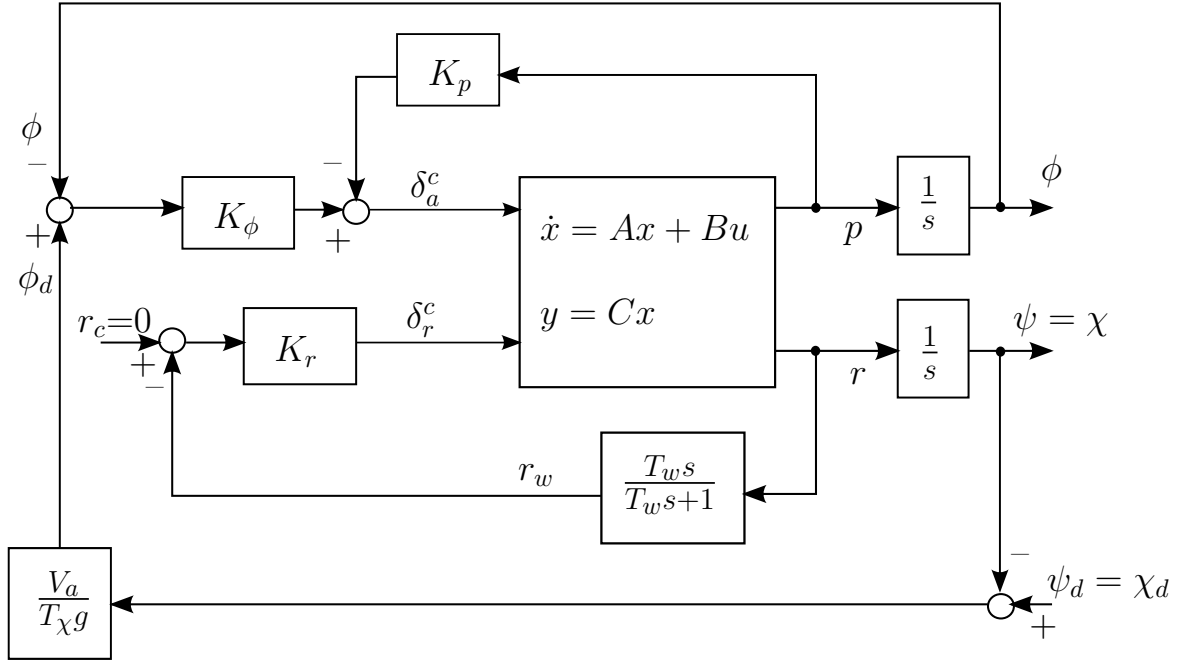 K_p
ϕ
−
−
δ_a^c
ϕ
K_ϕ
1/s
+
+
p
ẋ = Ax + Bu
ϕ_d
r_c=0
δ_r^c
y = Cx
ψ = χ
K_r
1/s
+
−
r
r_w
T_w s / T_w s+1
−
V_a / T_χ g
ψ_d = χ_d
+